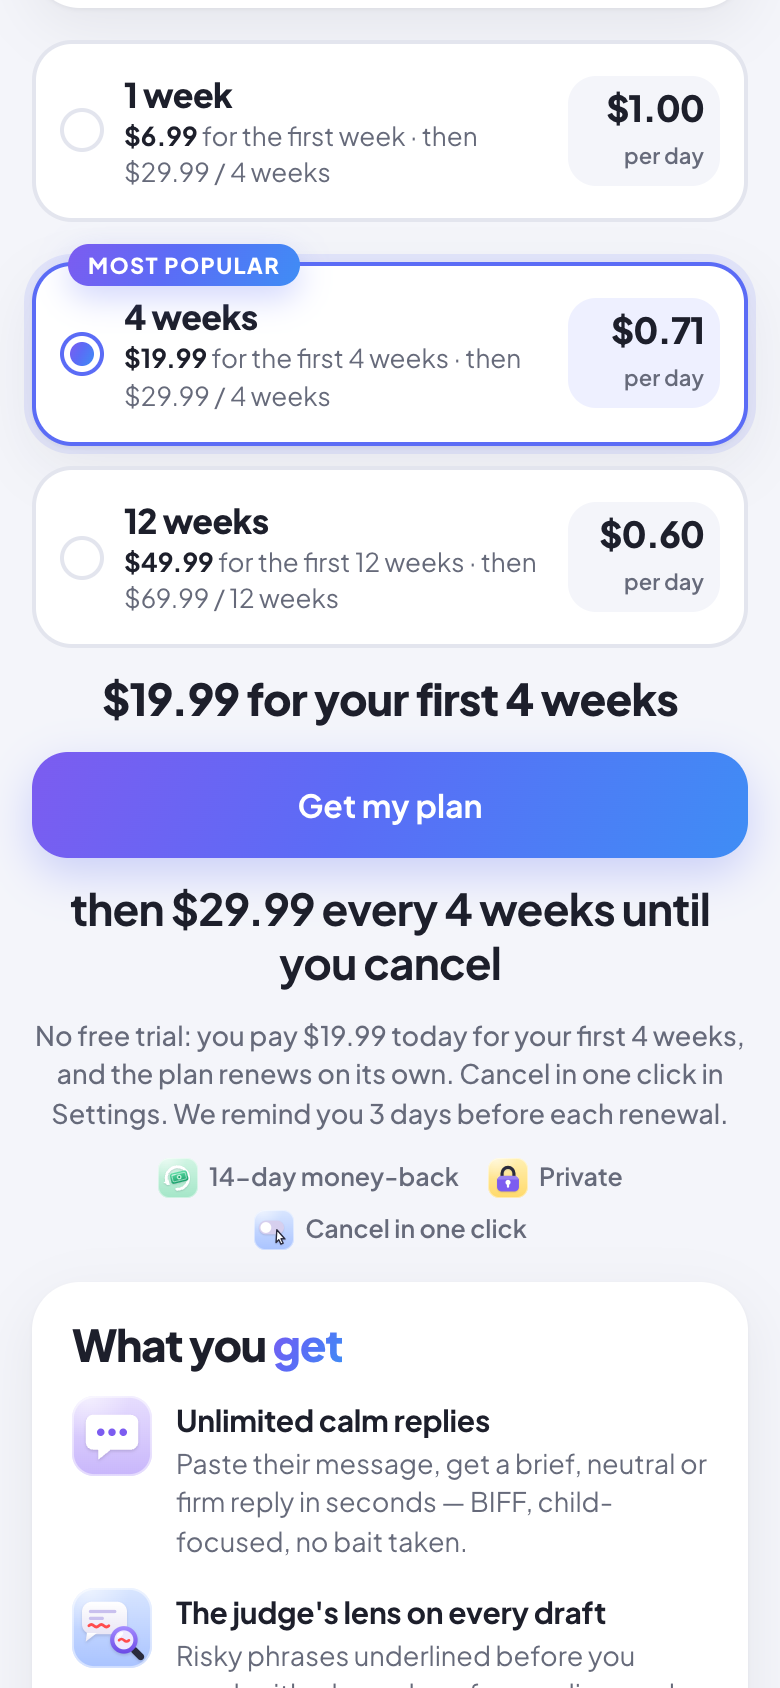 1 week
$6.99 for the first week · then
$29.99 / 4 weeks
$1.00
per day
MOST POPULAR
4 weeks
$19.99 for the first 4 weeks · then
$29.99 / 4 weeks
$0.71
per day
12 weeks
$49.99 for the first 12 weeks · then
$69.99 / 12 weeks
$0.60
per day
$19.99 for your first 4 weeks
Get my plan
then $29.99 every 4 weeks until
you cancel
No free trial: you pay $19.99 today for your first 4 weeks,
and the plan renews on its own. Cancel in one click in
Settings. We remind you 3 days before each renewal.
14-day money-back
Private
Cancel in one click
What you get
Unlimited calm replies
Paste their message, get a brief, neutral or
firm reply in seconds — BIFF, child-
focused, no bait taken.
The judge's lens on every draft
Risky phrases underlined before you